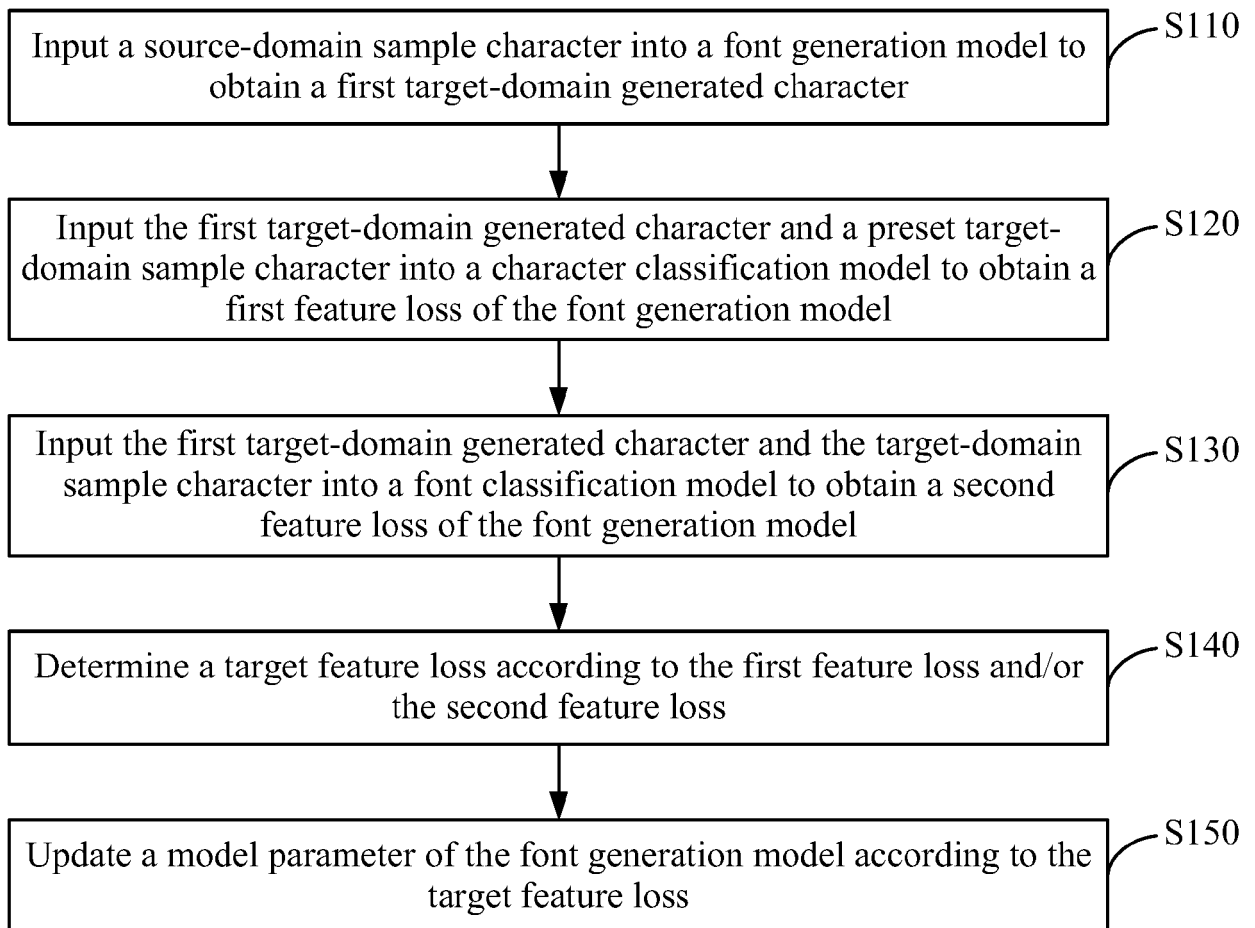 Input a source-domain sample character into a font generation model to
obtain a first target-domain generated character
S110
Input the first target-domain generated character and a preset target-
domain sample character into a character classification model to obtain a
first feature loss of the font generation model
S120
Input the first target-domain generated character and the target-domain
sample character into a font classification model to obtain a second
feature loss of the font generation model
S130
Determine a target feature loss according to the first feature loss and/or
the second feature loss
S140
Update a model parameter of the font generation model according to the
target feature loss
S150